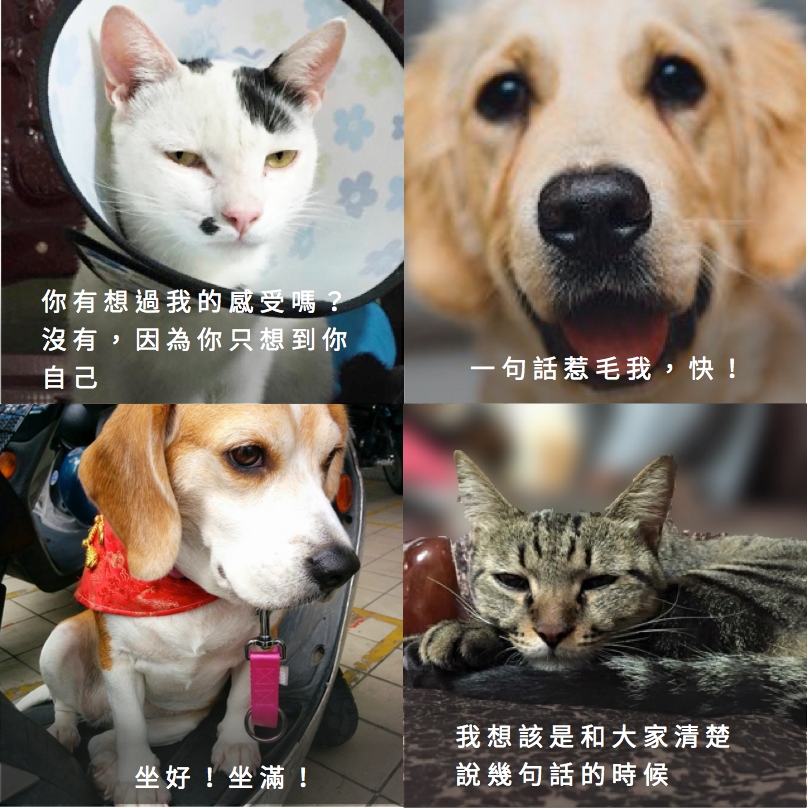 你有想過我的感受嗎？
沒有，因為你只想到你
自己
一句話惹毛我，快！
坐好！坐滿！
我想該是和大家清楚
說幾句話的時候